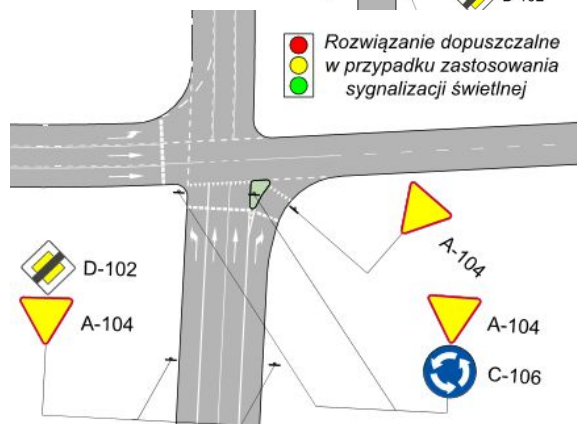 Rozwiązanie dopuszczalne
w przypadku zastosowania
sygnalizacji świetlnej
D-102
A-104
A-104
A-104
C-106